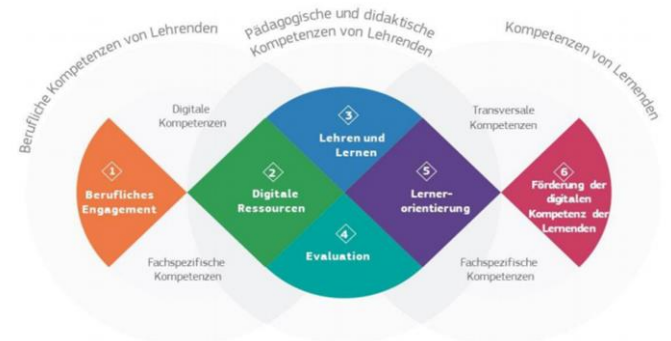 Berufliche Kompetenzen von Lehrenden
Pädagogische und didaktische
Kompetenzen von Lehrenden
Kompetenzen von Lernenden
Digitale
Kompetenzen
Transversale
Kompetenzen
1
Berufliches
Engagement
2
Digitale
Ressourcen
3
Lehren und
Lernen
4
Evaluation
5
Lerner-
orientierung
6
Förderung der
digitalen
Kompetenz der
Lernenden
Fachspezifische
Kompetenzen
Fachspezifische
Kompetenzen